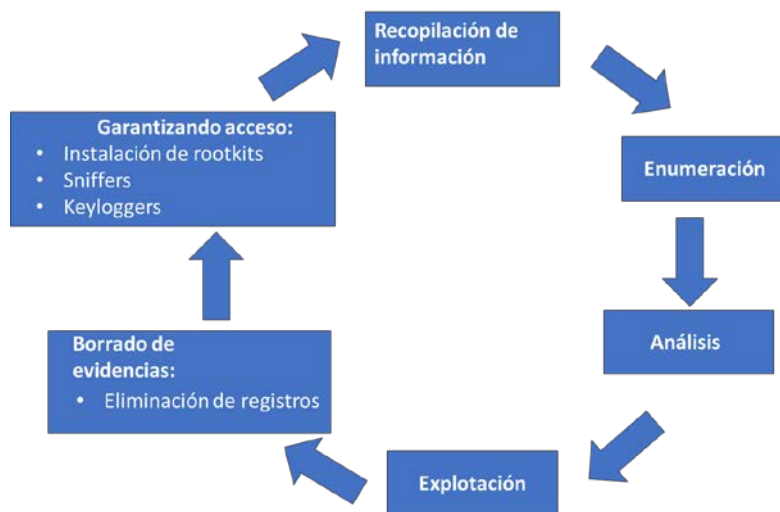 Recopilación de
información
Enumeración
Análisis
Explotación
Borrado de
evidencias:
• Eliminación de registros
Garantizando acceso:
• Instalación de rootkits
• Sniffers
• Keyloggers